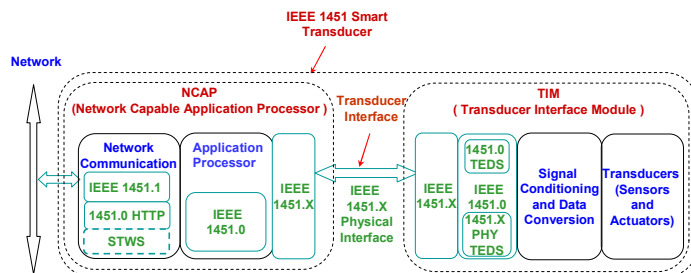 IEEE 1451 Smart
Transducer
Network
NCAP
(Network Capable Application Processor )
Transducer
Interface
TIM
( Transducer Interface Module )
Network
Communication
IEEE 1451.1
1451.0 HTTP
STWS
Application
Processor
IEEE
1451.0
IEEE
1451.X
IEEE
1451.X
Physical
Interface
IEEE
1451.X
1451.0
TEDS
IEEE
1451.0
1451.X
PHY
TEDS
Signal
Conditioning
and Data
Conversion
Transducers
(Sensors
and
Actuators)